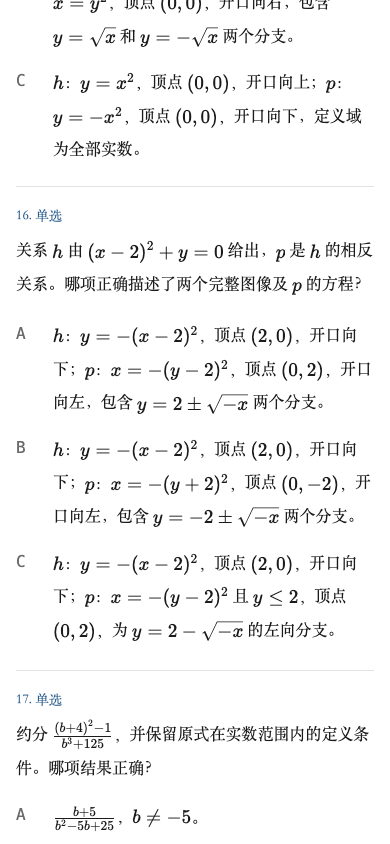 x = y², 顶点 (0, 0), 开口向右, 包含
y = √x 和 y = −√x 两个分支。
C h: y = x², 顶点 (0, 0), 开口向上; p:
y = −x², 顶点 (0, 0), 开口向下, 定义域
为全部实数。
16. 单选
关系 h 由 (x − 2)² + y = 0 给出, p 是 h 的相反
关系。哪项正确描述了两个完整图像及 p 的方程?
A h: y = −(x − 2)², 顶点 (2, 0), 开口向
下; p: x = −(y − 2)², 顶点 (0, 2), 开口
向左, 包含 y = 2 ± √−x 两个分支。
B h: y = −(x − 2)², 顶点 (2, 0), 开口向
下; p: x = −(y + 2)², 顶点 (0, −2), 开
口向左, 包含 y = −2 ± √−x 两个分支。
C h: y = −(x − 2)², 顶点 (2, 0), 开口向
下; p: x = −(y − 2)² 且 y ≤ 2, 顶点
(0, 2), 为 y = 2 − √−x 的左向分支。
17. 单选
约分 (b+4)²−1 / b³+125, 并保留原式在实数范围内的定义条
件。哪项结果正确?
A b+5 / b²−5b+25, b ≠ −5。